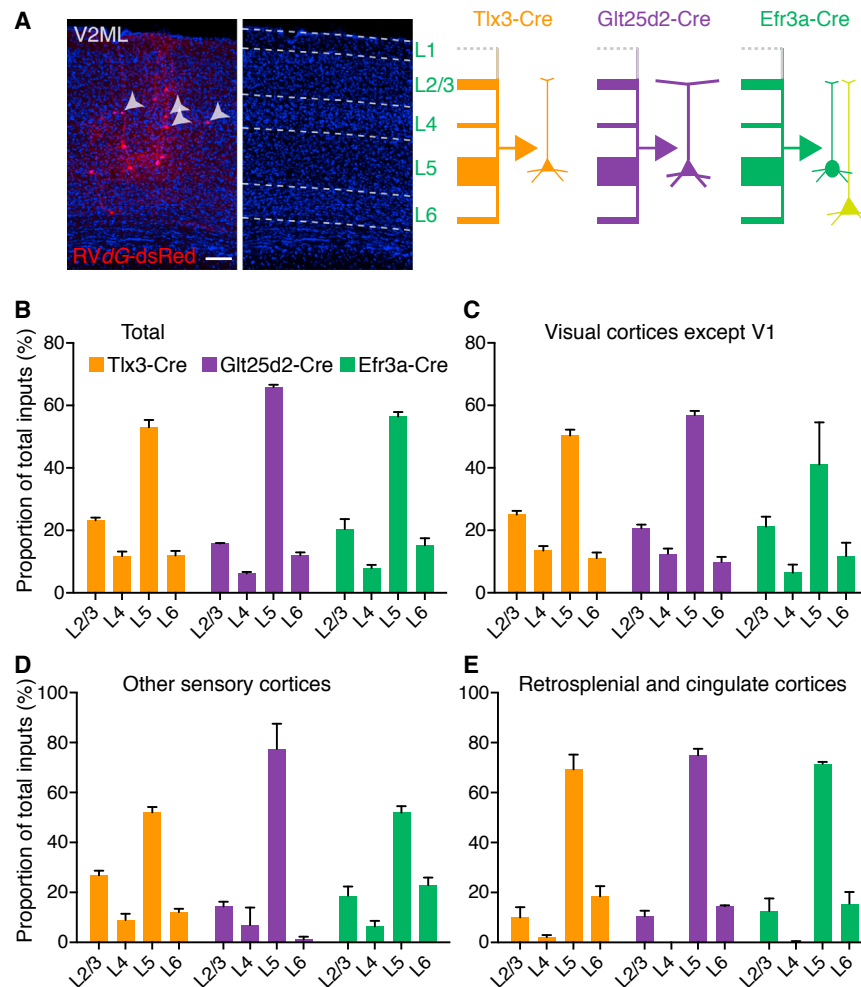 A
V2ML
RVdG-dsRed
L1
L2/3
L4
L5
L6
Tlx3-Cre
Glt25d2-Cre
Efr3a-Cre
B
Total
Tlx3-Cre
Glt25d2-Cre
Efr3a-Cre
Proportion of total inputs (%)
80
60
40
20
0
L2/3
L4
L5
L6
L2/3
L4
L5
L6
L2/3
L4
L5
L6
C
Visual cortices except V1
80
60
40
20
0
L2/3
L4
L5
L6
L2/3
L4
L5
L6
L2/3
L4
L5
L6
D
Other sensory cortices
Proportion of total inputs (%)
100
80
60
40
20
0
L2/3
L4
L5
L6
L2/3
L4
L5
L6
L2/3
L4
L5
L6
E
Retrosplenial and cingulate cortices
100
80
60
40
20
0
L2/3
L4
L5
L6
L2/3
L4
L5
L6
L2/3
L4
L5
L6